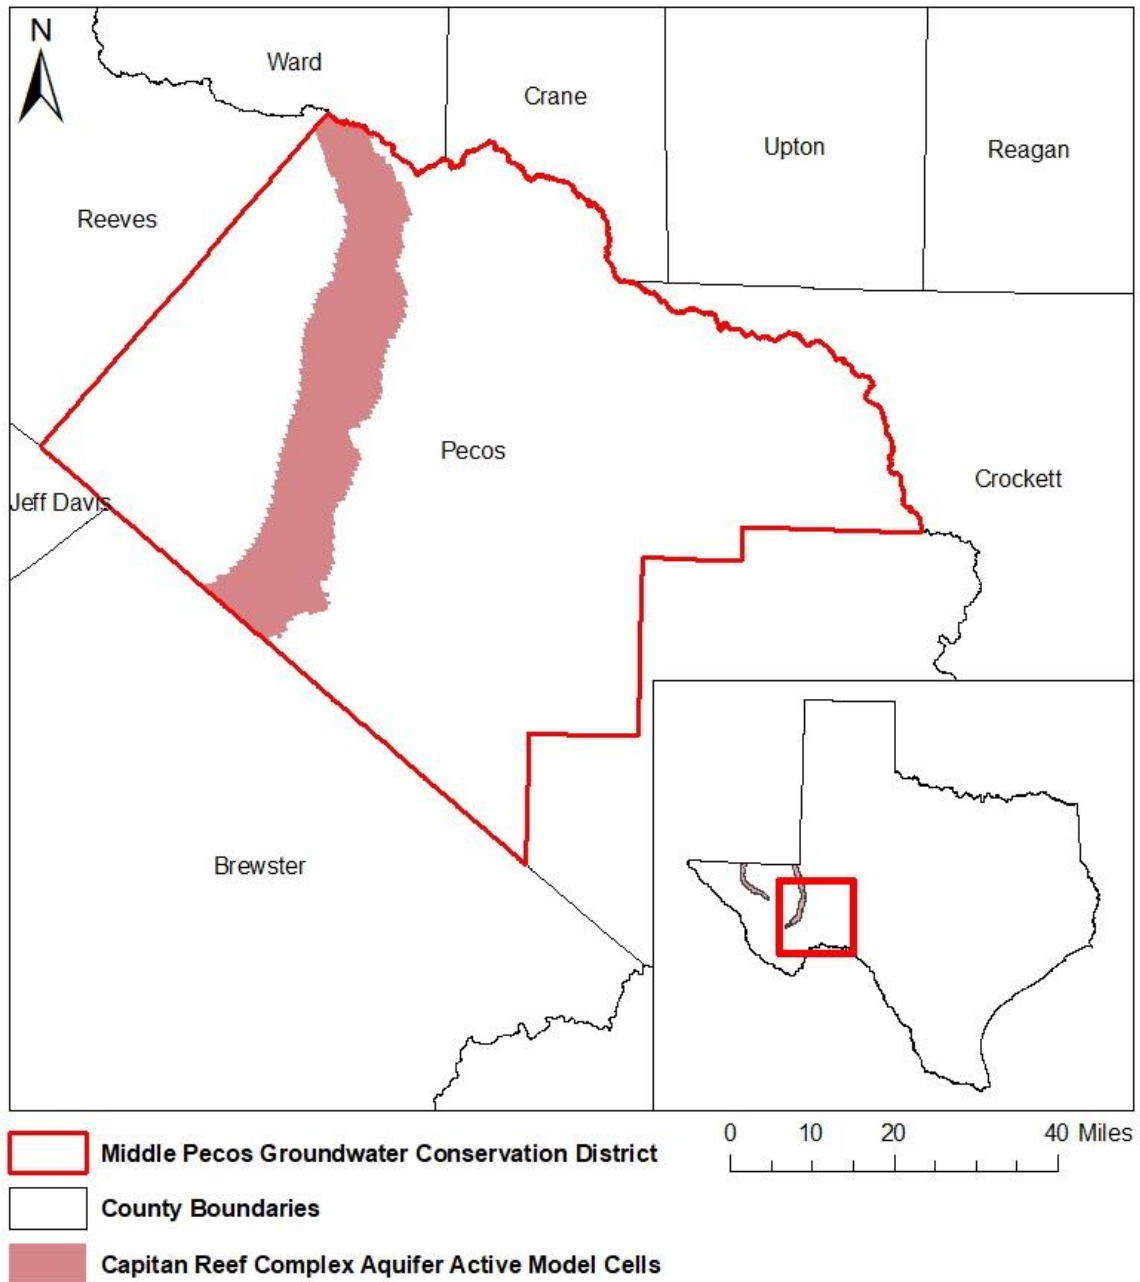 N
Ward
Crane
Upton
Reagan
Reeves
Pecos
Crockett
Jeff Davis
Brewster
0 10 20 40 Miles
Middle Pecos Groundwater Conservation District
County Boundaries
Capitan Reef Complex Aquifer Active Model Cells